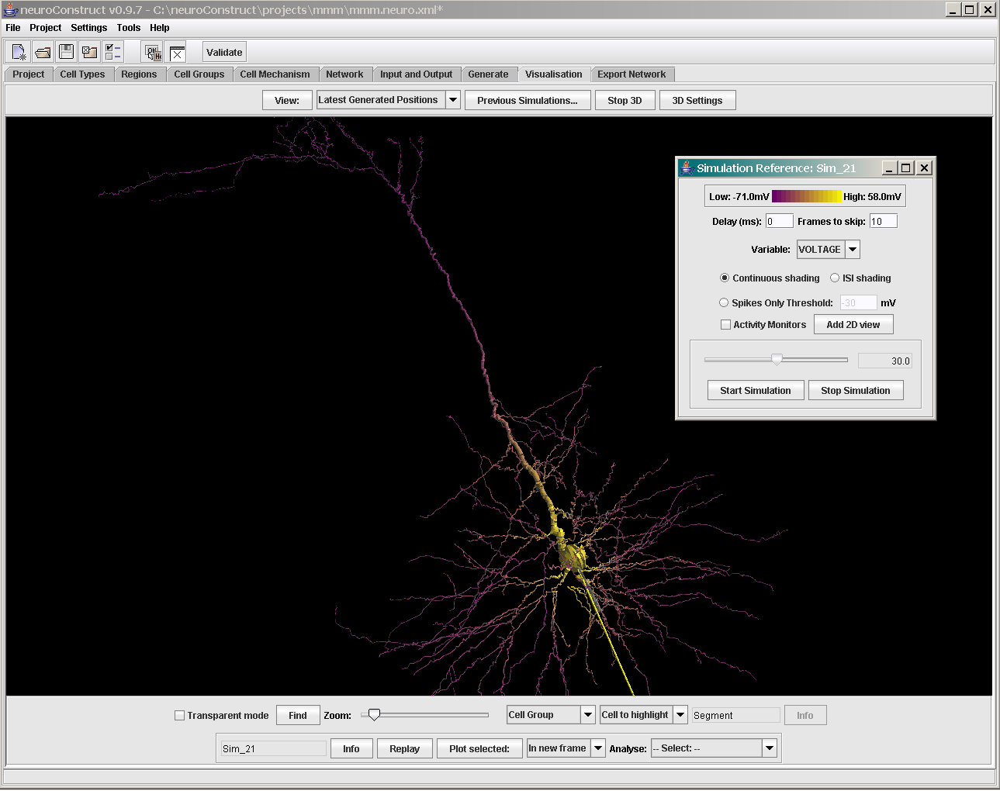 neuroConstruct v0.9.7 - C:\neuroConstruct\projects\mmm\mmm.neuro.xml*
File Project Settings Tools Help
Validate
Project Cell Types Regions Cell Groups Cell Mechanism Network Input and Output Generate Visualisation Export Network
View: Latest Generated Positions Previous Simulations... Stop 3D 3D Settings
Simulation Reference: Sim_21
Low: -71.0mV High: 58.0mV
Delay (ms): 0 Frames to skip: 10
Variable: VOLTAGE
Continuous shading ISI shading
Spikes Only Threshold: -30 mV
Activity Monitors Add 2D view
30.0
Start Simulation Stop Simulation
Transparent mode Find Zoom: Cell Group Cell to highlight Segment Info
Sim_21 Info Replay Plot selected: In new frame Analyse: -- Select: --